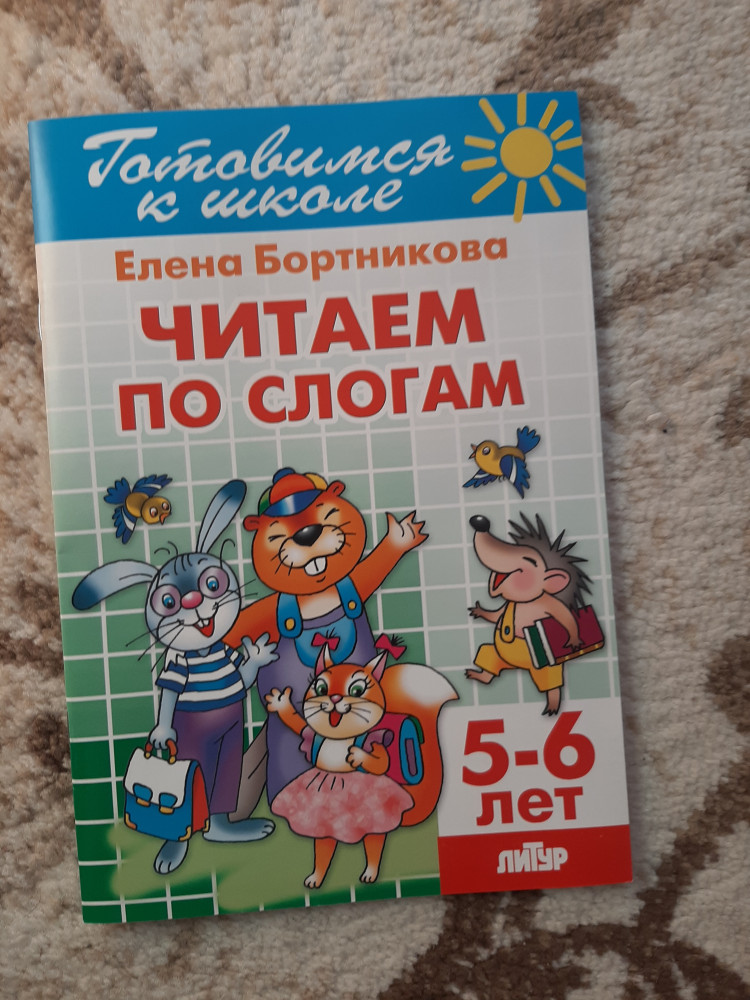 Готовимся
к школе
Елена Бортникова
ЧИТАЕМ
ПО СЛОГАМ
5-6
лет
ЛИТУР